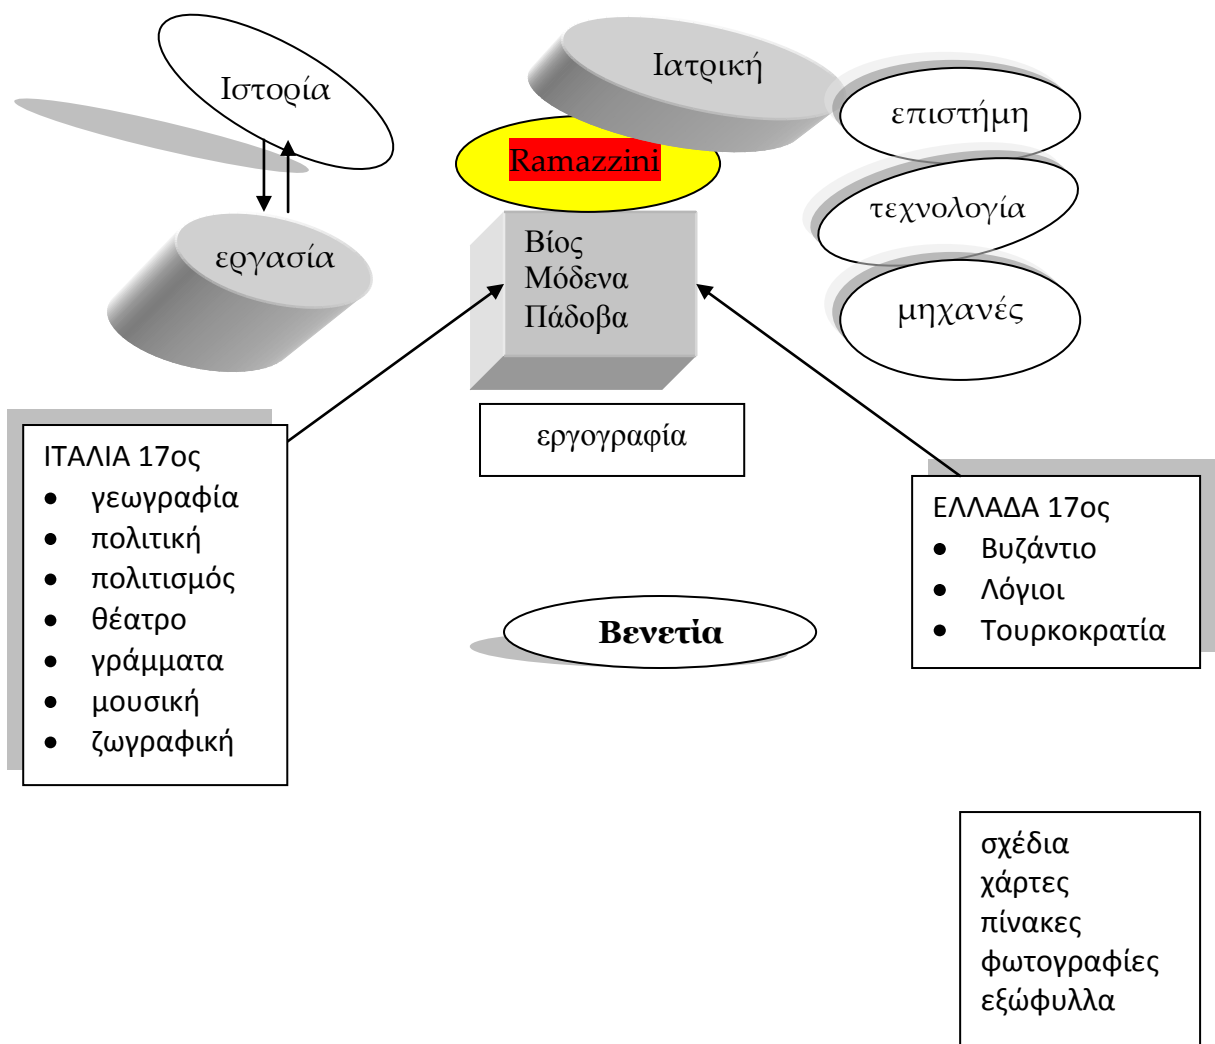 Ιστορία
Ιατρική
επιστήμη
Ramazzini
τεχνολογία
εργασία
Βίος
Μόδενα
Πάδοβα
μηχανές
εργογραφία
ΙΤΑΛΙΑ 17ος
• γεωγραφία
• πολιτική
• πολιτισμός
• θέατρο
• γράμματα
• μουσική
• ζωγραφική
ΕΛΛΑΔΑ 17ος
• Βυζάντιο
• Λόγιοι
• Τουρκοκρατία
Βενετία
σχέδια
χάρτες
πίνακες
φωτογραφίες
εξώφυλλα